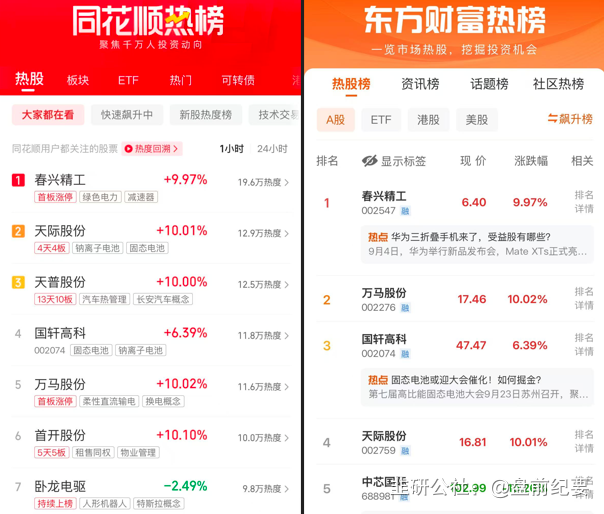 同花顺热榜
聚焦千万人投资动向
热股 板块 ETF 热门 可转债
大家都在看 快速飙升中 新股热度榜 技术交易
同花顺用户都关注的股票 热度回溯 > 1小时 24小时
1 春兴精工 +9.97% 19.6万热度 >
首板涨停 绿色电力 减速器
2 天际股份 +10.01% 12.9万热度 >
4天4板 钠离子电池 固态电池
3 天普股份 +10.00% 12.5万热度 >
13天10板 汽车热管理 长安汽车概念
4 国轩高科 +6.39% 11.8万热度 >
002074 固态电池 钠离子电池
5 万马股份 +10.02% 11.6万热度 >
首板涨停 柔性直流输电 换电概念
6 首开股份 +10.10% 10.0万热度 >
5天5板 租售同权 物业管理
7 卧龙电驱 -2.49% 9.8万热度 >
持续上榜 人形机器人 特斯拉概念
东方财富热榜
一览市场热股，挖掘投资机会
热股榜 资讯榜 话题榜 社区热榜
A股 ETF 港股 美股 飙升榜
排名 显示标签 现价 涨跌幅 相关
1 春兴精工 6.40 9.97% 排名
002547 融 详情
热点 华为三折叠手机来了，受益股有哪些?
9月4日，华为举行新品发布会，Mate XTs正式亮...
2 万马股份 17.46 10.02% 排名
002276 融 详情
3 国轩高科 47.47 6.39% 排名
002074 融 详情
热点 固态电池或迎大会催化！如何掘金?
第七届高比能固态电池大会9月23日苏州召开，聚...
4 天际股份 16.81 10.01% 排名
002759 融 详情
5 中芯国际 排名
688981 融 详情
韭研公社，@盘前纪要